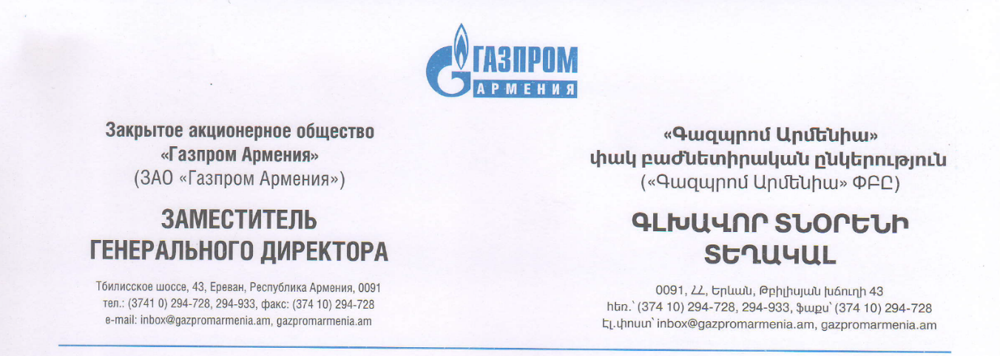 ГАЗПРОМ
АРМЕНИЯ
Закрытое акционерное общество
«Газпром Армения»
(ЗАО «Газпром Армения»)
ЗАМЕСТИТЕЛЬ
ГЕНЕРАЛЬНОГО ДИРЕКТОРА
Тбилисское шоссе, 43, Ереван, Республика Армения, 0091
тел.: (3741 0) 294-728, 294-933, факс: (374 10) 294-728
e-mail: inbox@gazpromarmenia.am, gazpromarmenia.am
«Գազպրոմ Արմենիա»
փակ բաժնետիրական ընկերություն
(«Գազպրոմ Արմենիա» ՓԲԸ)
ԳԼԽԱՎՈՐ ՏՆՕՐԵՆԻ
ՏԵՂԱԿԱԼ
0091, ՀՀ, Երևան, Թբիլիսյան խճուղի 43
հեռ.՝ (374 10) 294-728, 294-933, ֆաքս՝ (374 10) 294-728
Էլ.փոստ՝ inbox@gazpromarmenia.am, gazpromarmenia.am